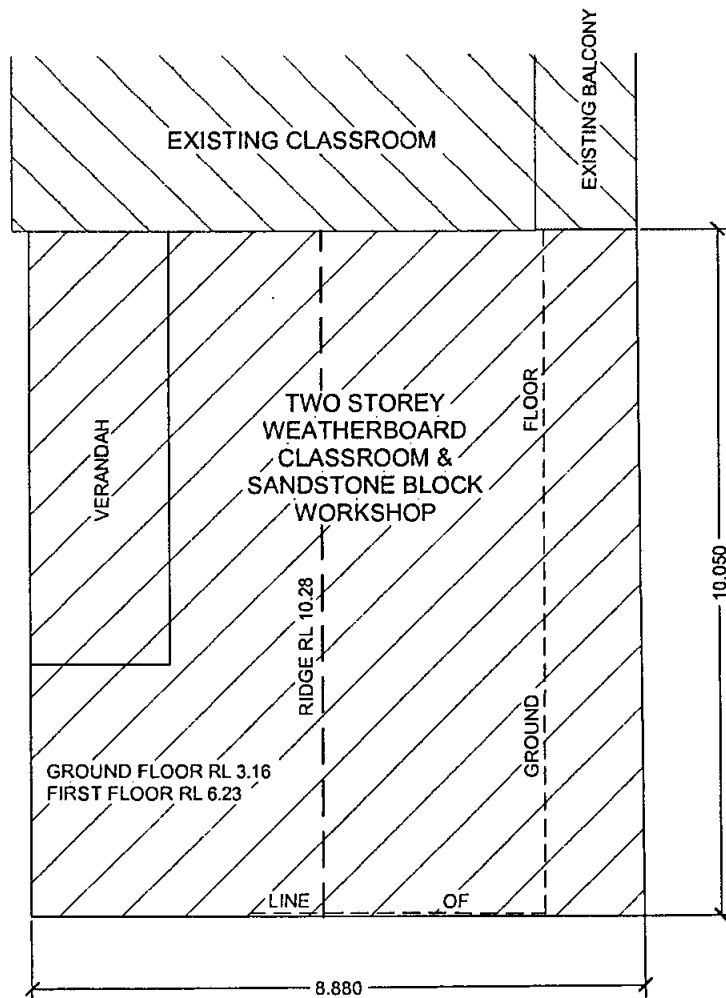 EXISTING CLASSROOM
EXISTING BALCONY
TWO STOREY
WEATHERBOARD
CLASSROOM &
SANDSTONE BLOCK
WORKSHOP
VERANDAH
FLOOR
GROUND
RIDGE RL 10.28
10.050
GROUND FLOOR RL 3.16
FIRST FLOOR RL 6.23
LINE OF
8.880